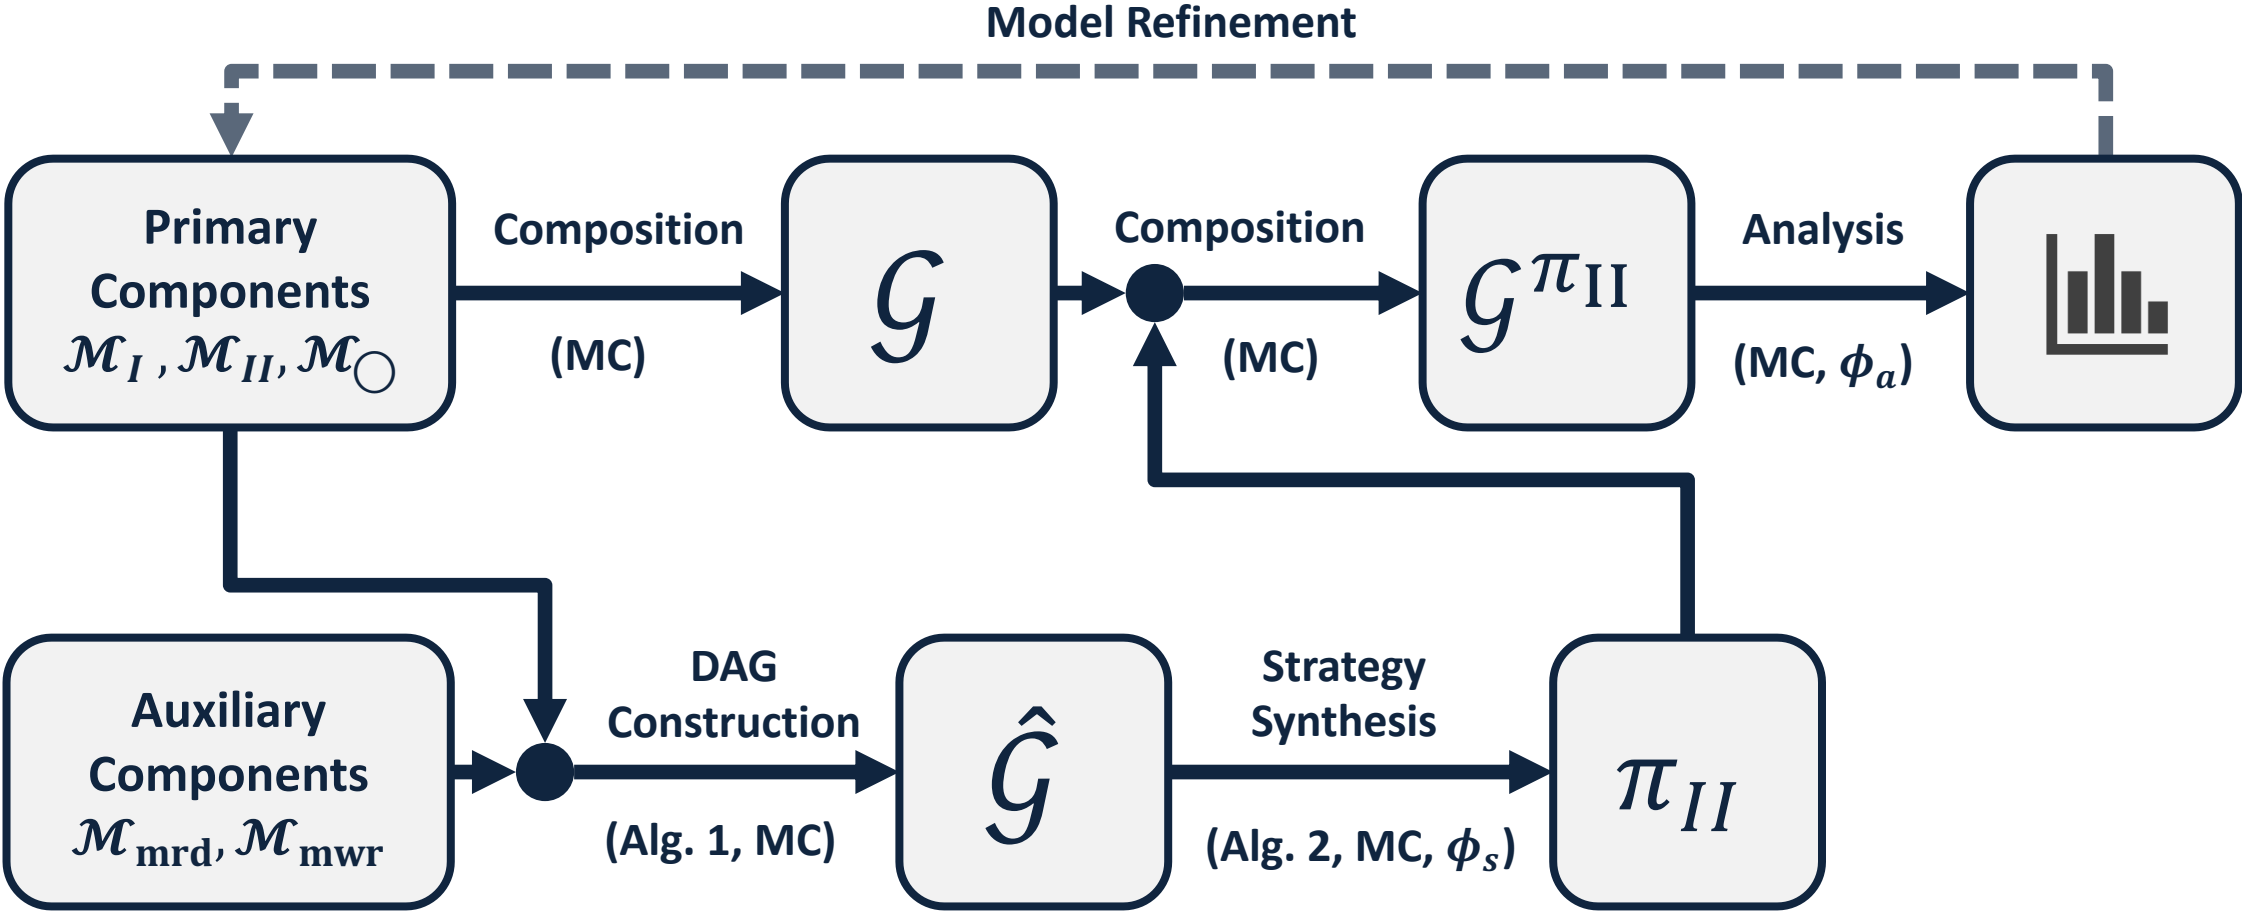 Model Refinement
Primary
Components
ℳ_I , ℳ_II, ℳ_◯
Composition
(MC)
𝒢
Composition
(MC)
𝒢^π_II
Analysis
(MC, ϕ_a)
Auxiliary
Components
ℳ_mrd, ℳ_mwr
DAG
Construction
(Alg. 1, MC)
𝒢̂
Strategy
Synthesis
(Alg. 2, MC, ϕ_s)
π_II